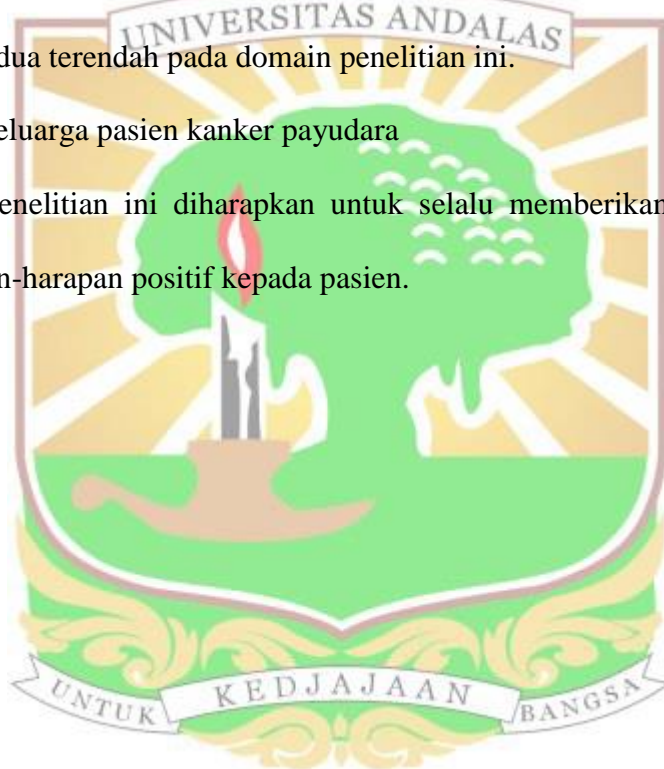 UNIVERSITAS ANDALAS
dua terendah pada domain penelitian ini.
eluarga pasien kanker payudara
enelitian ini diharapkan untuk selalu memberikan
n-harapan positif kepada pasien.
UNTUK KEDJAJAAN BANGSA